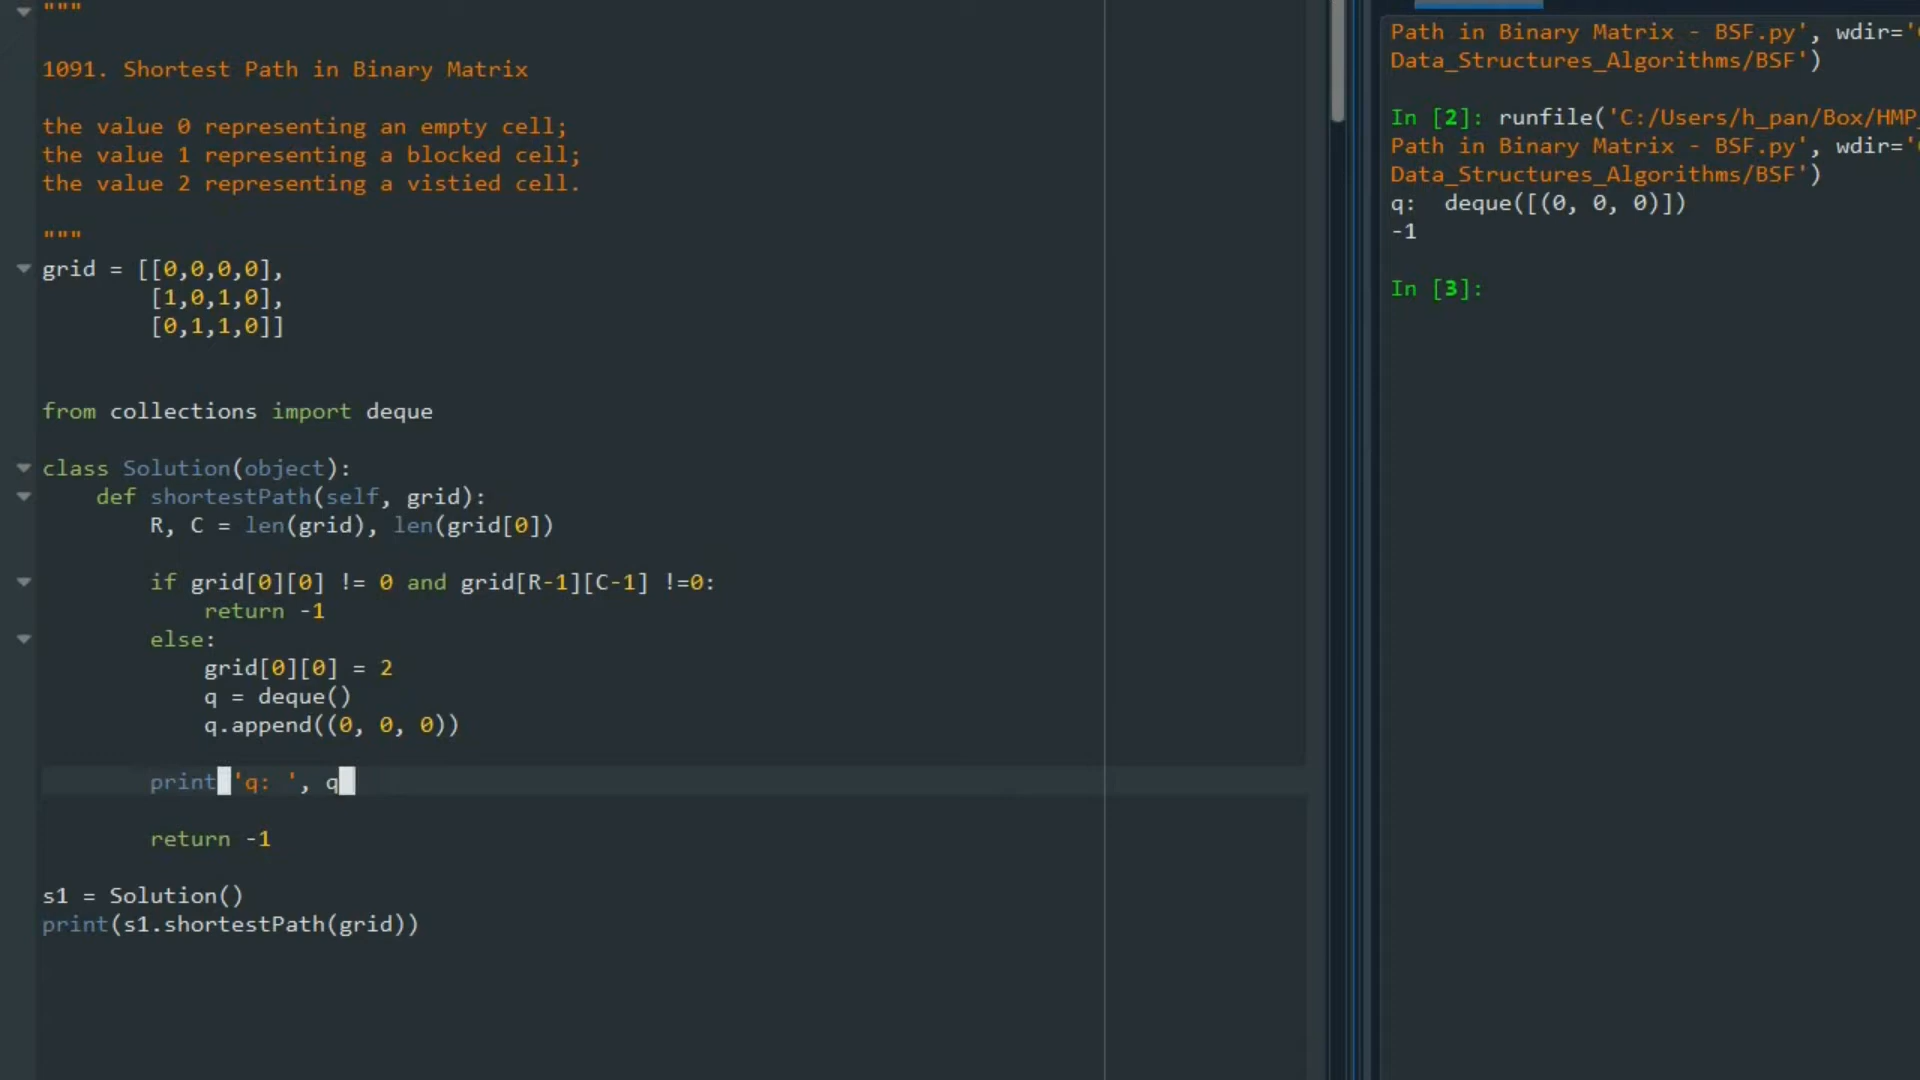 """
1091. Shortest Path in Binary Matrix
the value 0 representing an empty cell;
the value 1 representing a blocked cell;
the value 2 representing a vistied cell.
"""
grid = [[0,0,0,0],
        [1,0,1,0],
        [0,1,1,0]]
from collections import deque
class Solution(object):
    def shortestPath(self, grid):
        R, C = len(grid), len(grid[0])
        if grid[0][0] != 0 and grid[R-1][C-1] !=0:
            return -1
        else:
            grid[0][0] = 2
            q = deque()
            q.append((0, 0, 0))
        print('q: ', q)
        return -1
s1 = Solution()
print(s1.shortestPath(grid))
Path in Binary Matrix - BSF.py', wdir='
Data_Structures_Algorithms/BSF')
In [2]: runfile('C:/Users/h_pan/Box/HMP
Path in Binary Matrix - BSF.py', wdir='
Data_Structures_Algorithms/BSF')
q:  deque([(0, 0, 0)])
-1
In [3]: